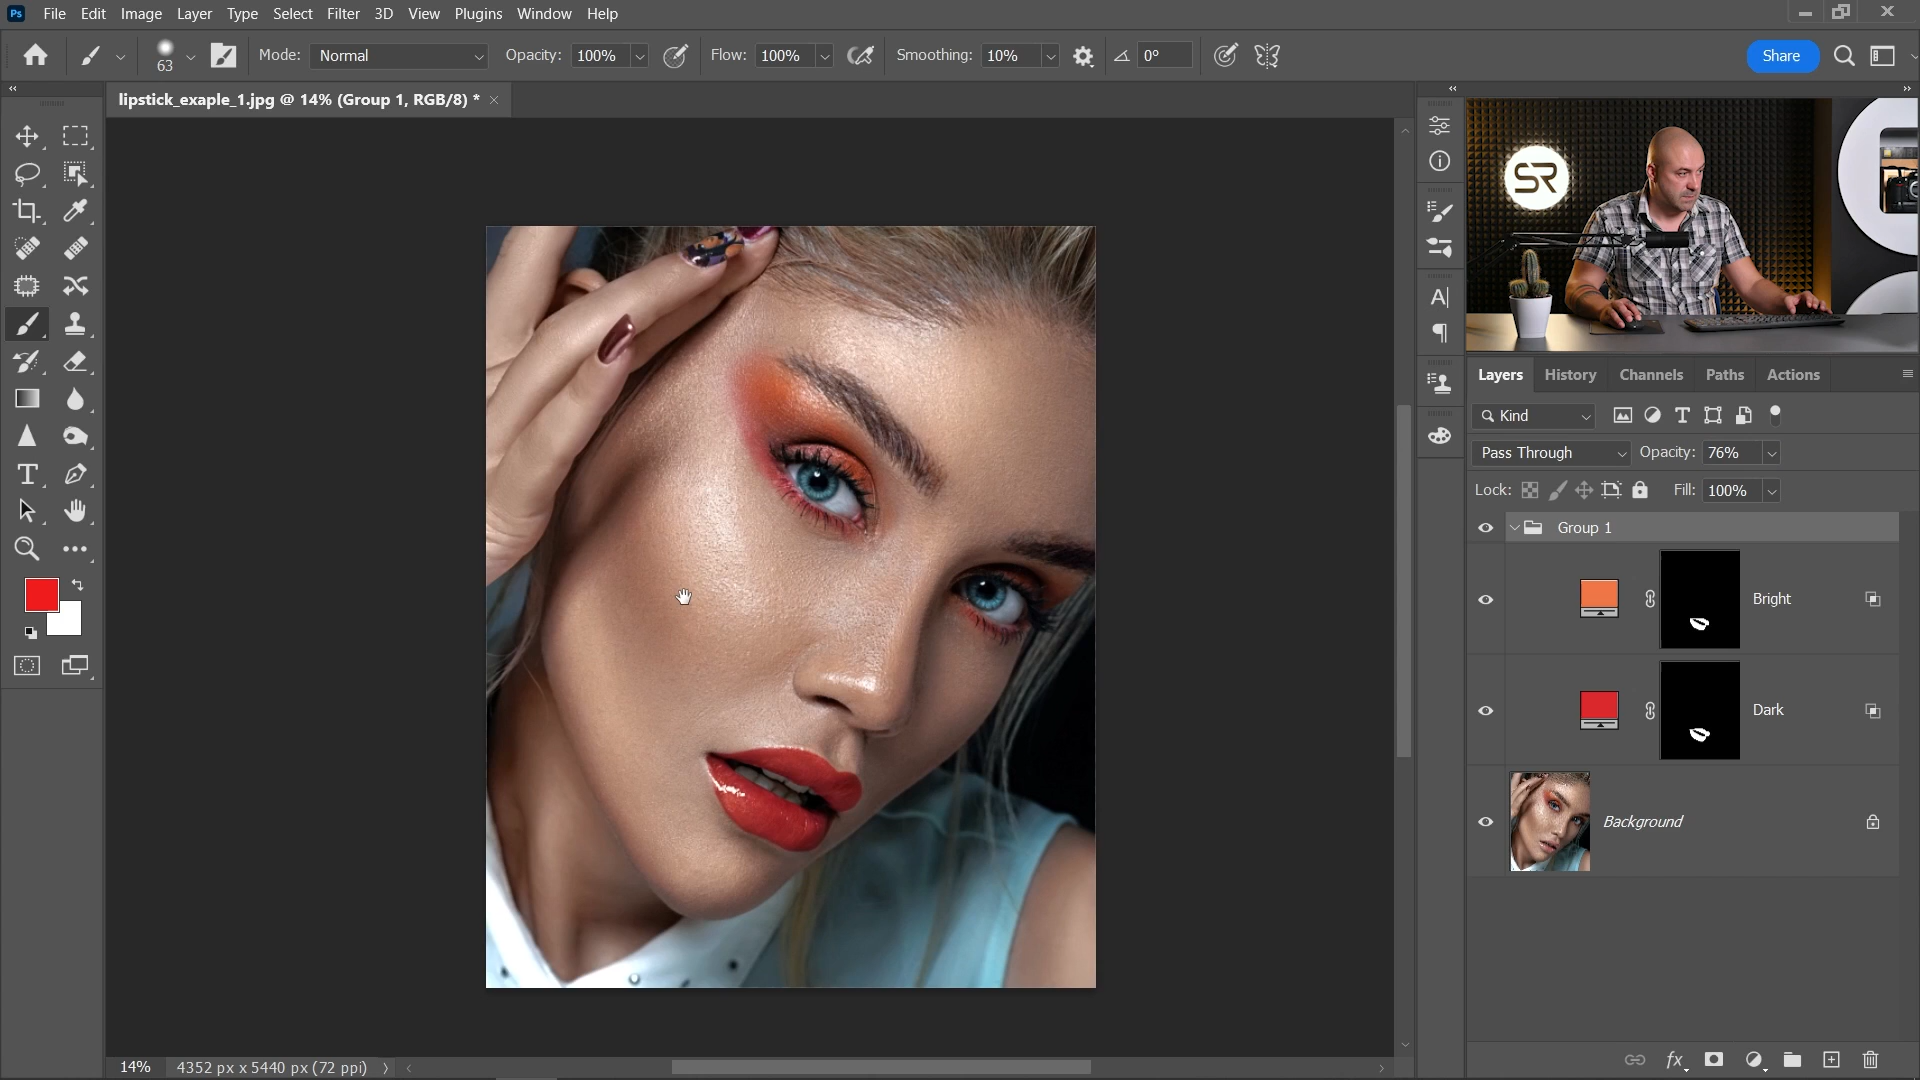 Ps File Edit Image Layer Type Select Filter 3D View Plugins Window Help
63 Mode: Normal Opacity: 100% Flow: 100% Smoothing: 10% 0° Share
lipstick_exaple_1.jpg @ 14% (Group 1, RGB/8) *
SR
Layers History Channels Paths Actions
Kind
Pass Through Opacity: 76%
Lock: Fill: 100%
Group 1
Bright
Dark
Background
fx
14% 4352 px x 5440 px (72 ppi)